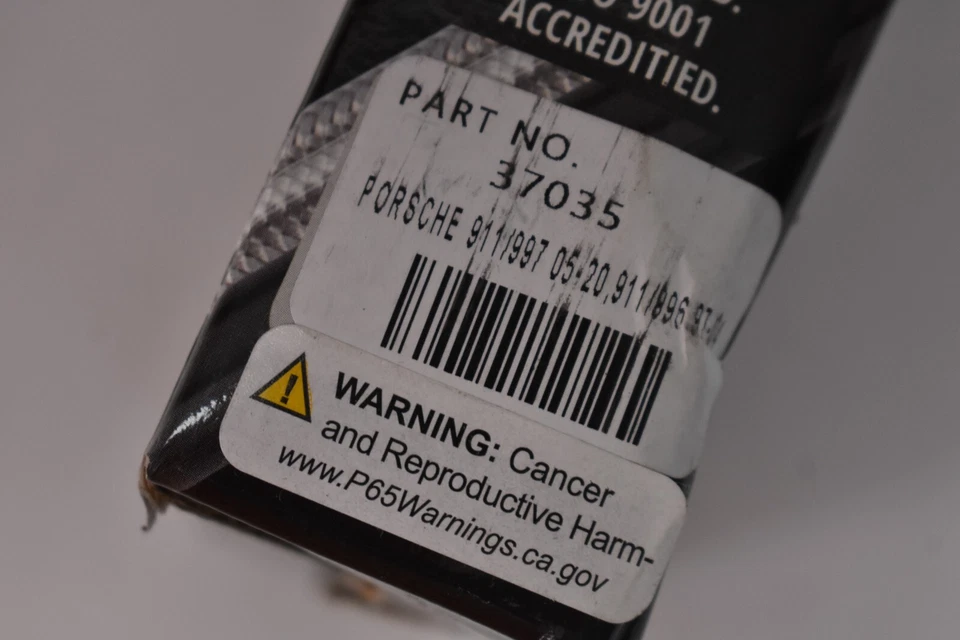 9001
ACCREDITIED.
PART NO.
37035
PORSCHE 911/997 05-20,911/996
WARNING: Cancer
and Reproductive Harm-
www.P65Warnings.ca.gov